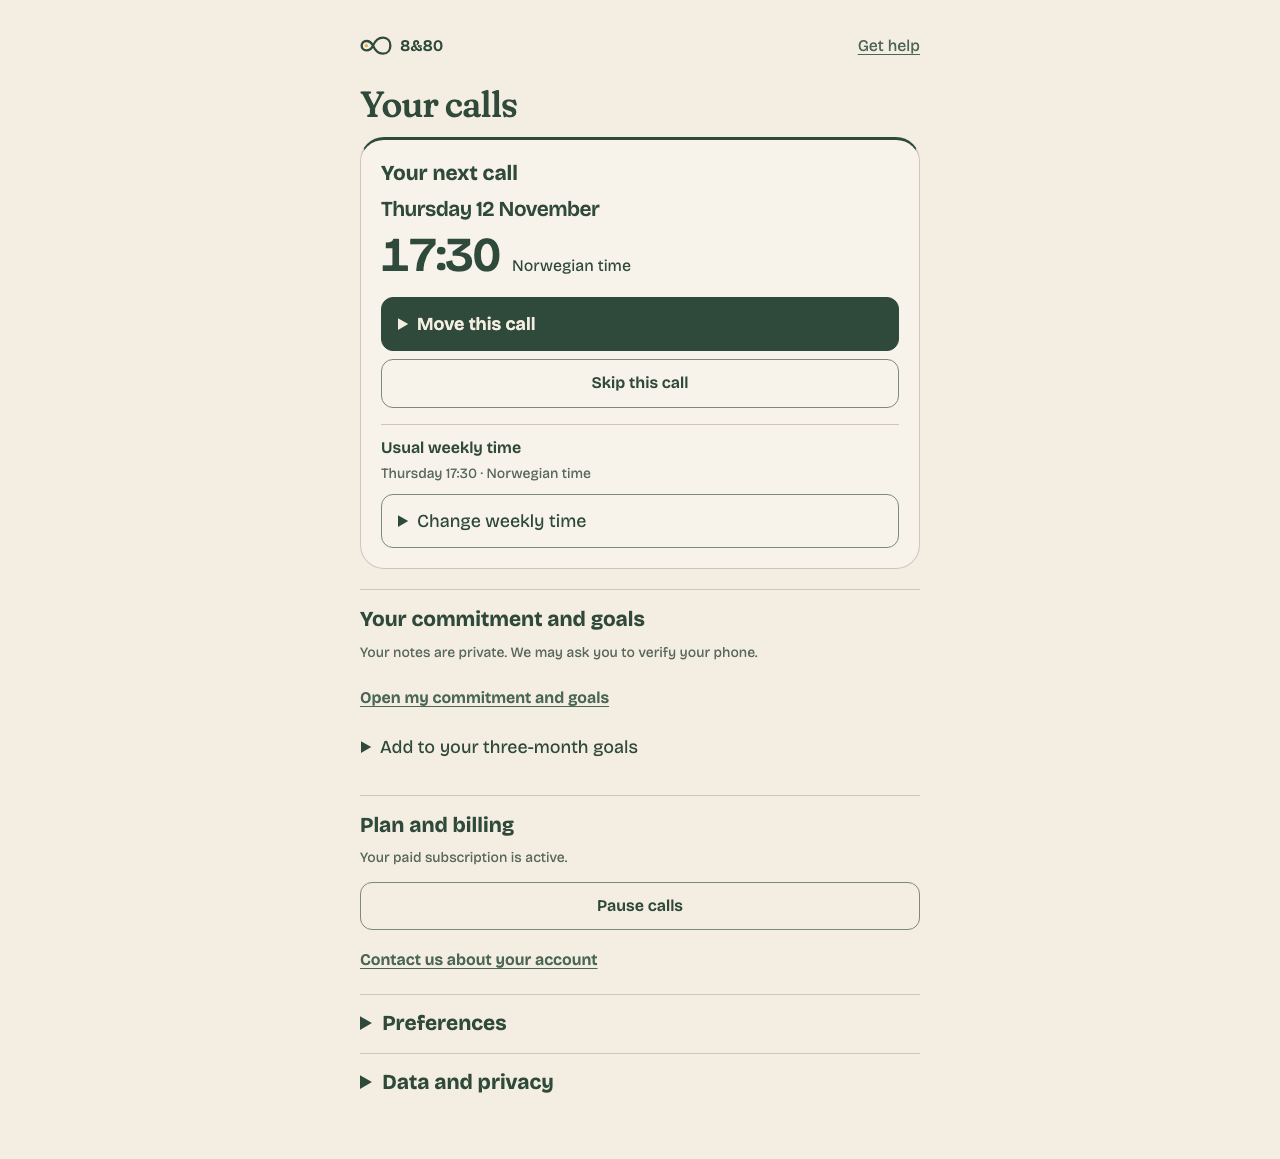 8&80
Get help
Your calls
Your next call
Thursday 12 November
17:30 Norwegian time
Move this call
Skip this call
Usual weekly time
Thursday 17:30 · Norwegian time
Change weekly time
Your commitment and goals
Your notes are private. We may ask you to verify your phone.
Open my commitment and goals
Add to your three-month goals
Plan and billing
Your paid subscription is active.
Pause calls
Contact us about your account
Preferences
Data and privacy